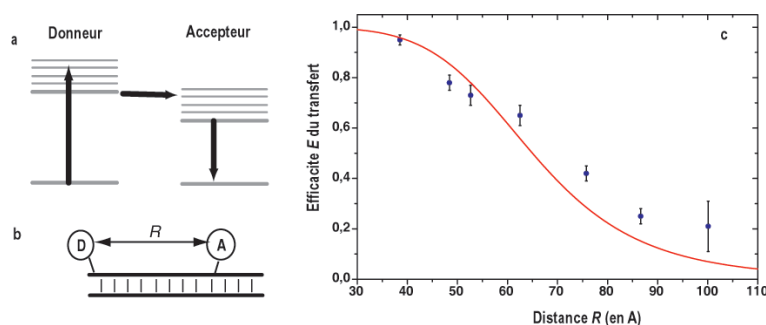 a
Donneur
Accepteur
b
D
R
A
c
Efficacite E du transfert
1,0
0,8
0,6
0,4
0,2
0,0
30 40 50 60 70 80 90 100 110
Distance R (en A)